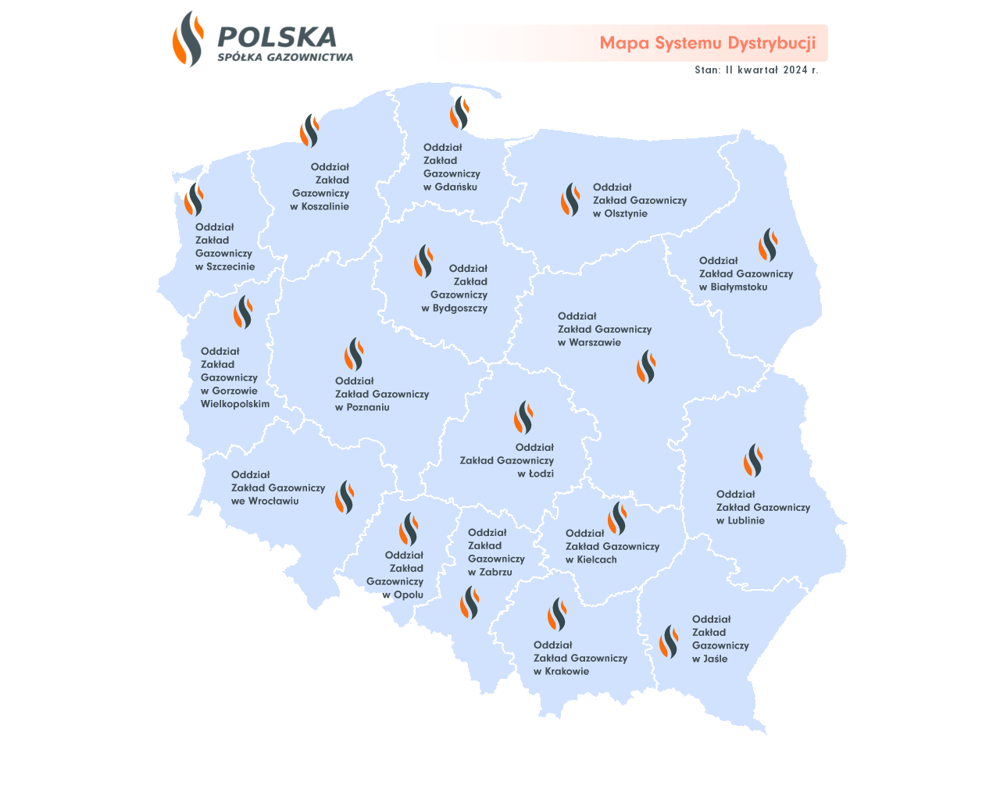 POLSKA
SPÓŁKA GAZOWNICTWA
Mapa Systemu Dystrybucji
Stan: II kwartał 2024 r.
Oddział
Zakład
Gazowniczy
w Gdańsku
Oddział
Zakład
Gazowniczy
w Koszalinie
Oddział
Zakład Gazowniczy
w Olsztynie
Oddział
Zakład
Gazowniczy
w Szczecinie
Oddział
Zakład Gazowniczy
w Białymstoku
Oddział
Zakład
Gazowniczy
w Bydgoszczy
Oddział
Zakład Gazowniczy
w Warszawie
Oddział
Zakład
Gazowniczy
w Gorzowie
Wielkopolskim
Oddział
Zakład Gazowniczy
w Poznaniu
Oddział
Zakład Gazowniczy
w Łodzi
Oddział
Zakład Gazowniczy
we Wrocławiu
Oddział
Zakład Gazowniczy
w Lublinie
Oddział
Zakład
Gazowniczy
w Opolu
Oddział
Zakład
Gazowniczy
w Zabrzu
Oddział
Zakład Gazowniczy
w Kielcach
Oddział
Zakład Gazowniczy
w Krakowie
Oddział
Zakład
Gazowniczy
w Jaśle